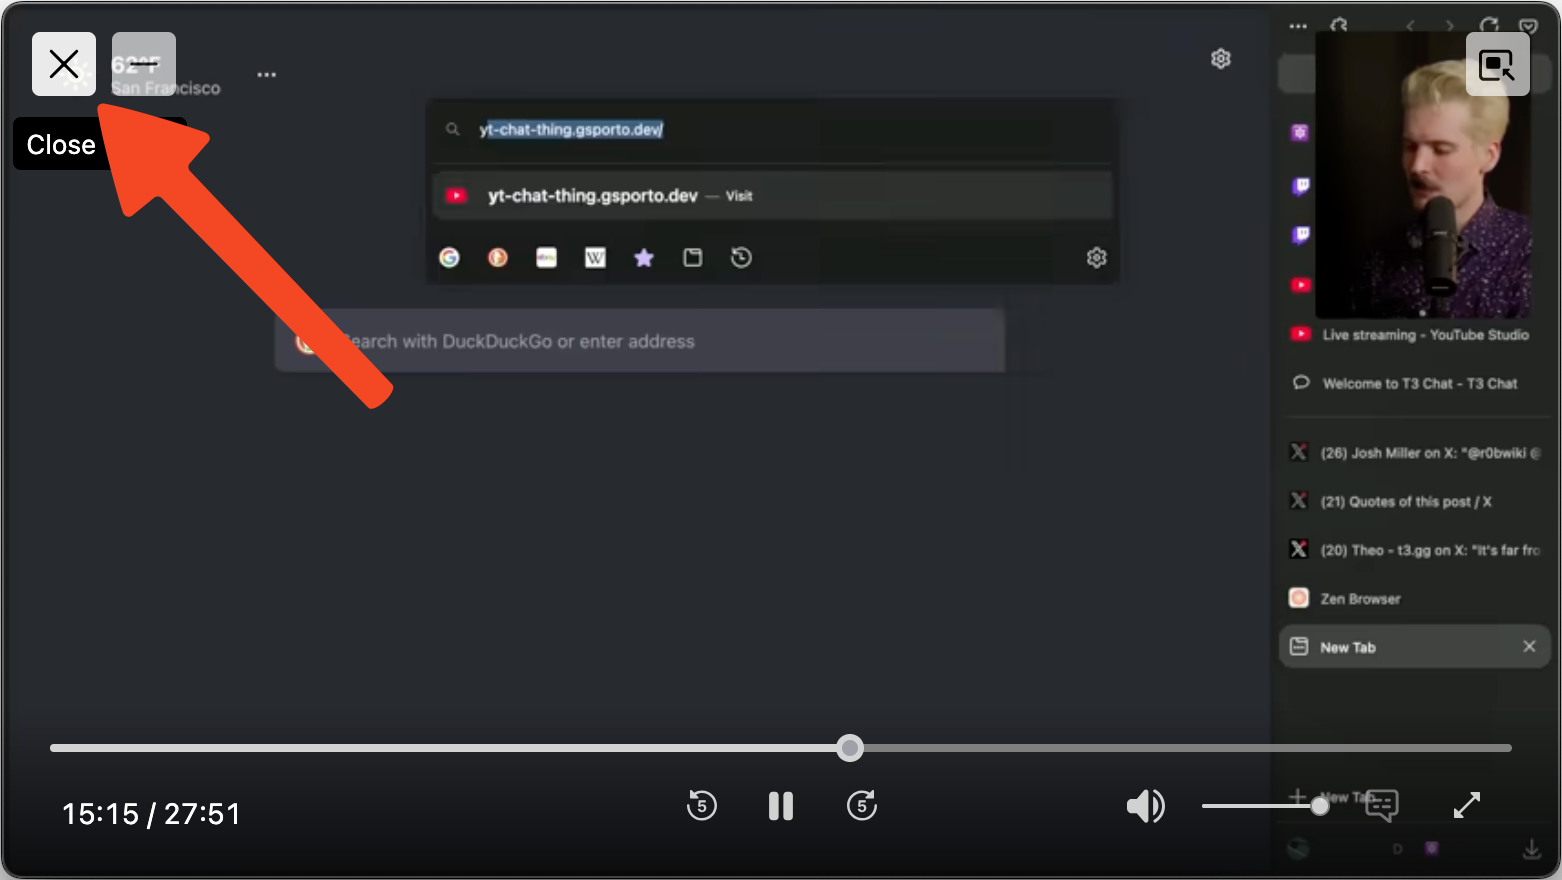 62°F
San Francisco
Close
yt-chat-thing.gsporto.dev/
yt-chat-thing.gsporto.dev — Visit
ebay
W
Search with DuckDuckGo or enter address
Live streaming - YouTube Studio
Welcome to T3 Chat - T3 Chat
(26) Josh Miller on X: "@r0bwiki @
(21) Quotes of this post / X
(20) Theo - t3.gg on X: "It's far fro
Zen Browser
New Tab
New Tab
D
15:15 / 27:51
5
5